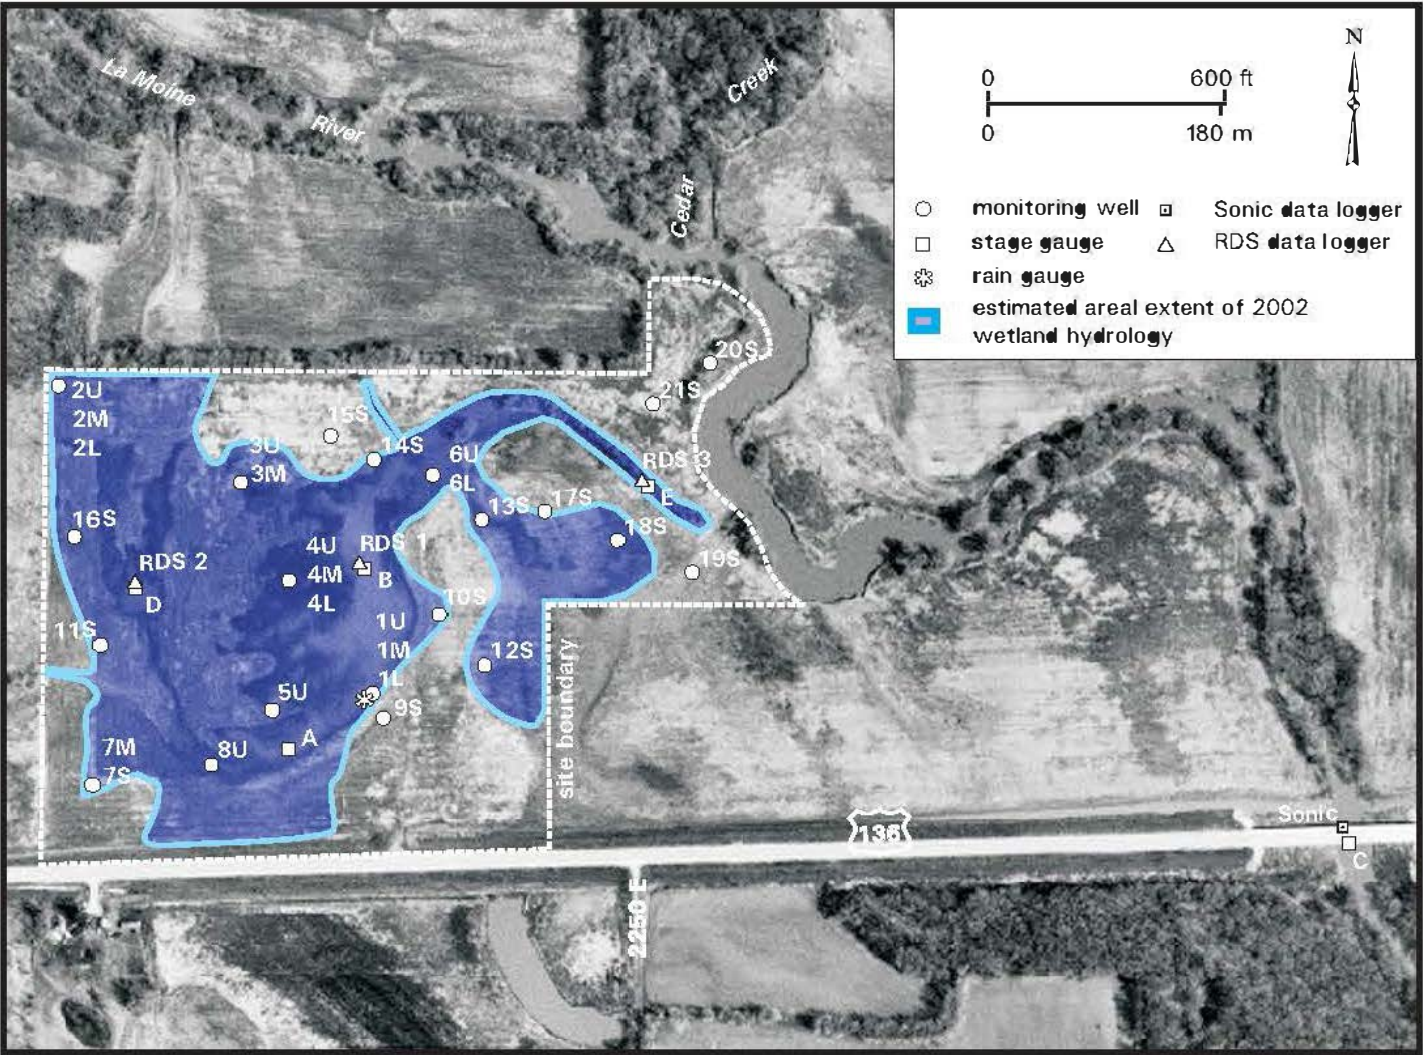 La Moine
River
Creek
Cedar
N
0 600 ft
0 180 m
monitoring well
Sonic data logger
stage gauge
RDS data logger
rain gauge
estimated areal extent of 2002
wetland hydrology
20S
21S
2U
2M
2L
15S
3U
3M
14S
6U
6L
RDS 3
E
13S
17S
18S
19S
16S
RDS 2
D
4U
4M
4L
RDS 1
B
10S
1U
1M
1L
11S
12S
5U
9S
A
8U
7M
7S
site boundary
136
Sonic
C
2250 E